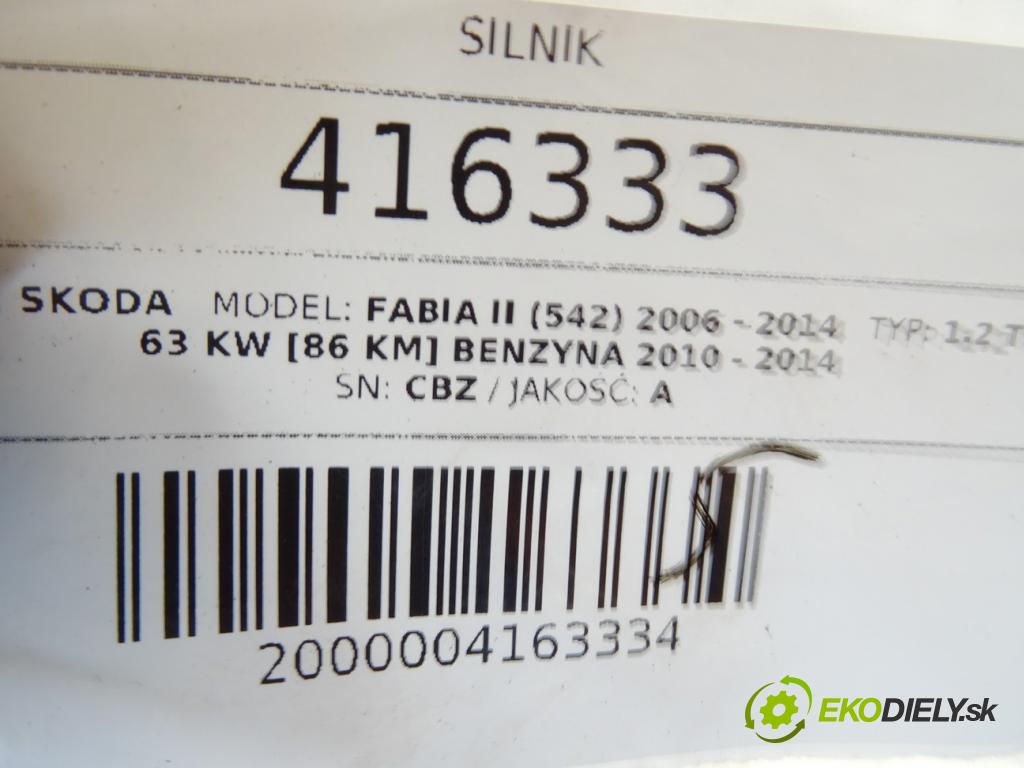 SILNIK
416333
SKODA MODEL: FABIA II (542) 2006 - 2014 TYP: 1.2
63 KW [86 KM] BENZYNA 2010 - 2014
SN: CBZ / JAKOŚĆ: A
2000004163334
EKODIELY.sk